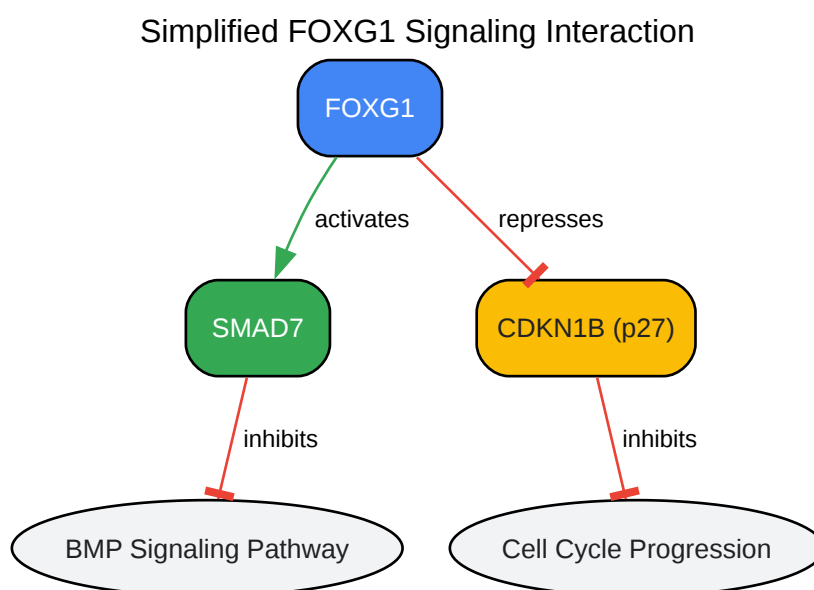 Simplified FOXG1 Signaling Interaction
FOXG1
activates
represses
SMAD7
CDKN1B (p27)
inhibits
inhibits
BMP Signaling Pathway
Cell Cycle Progression